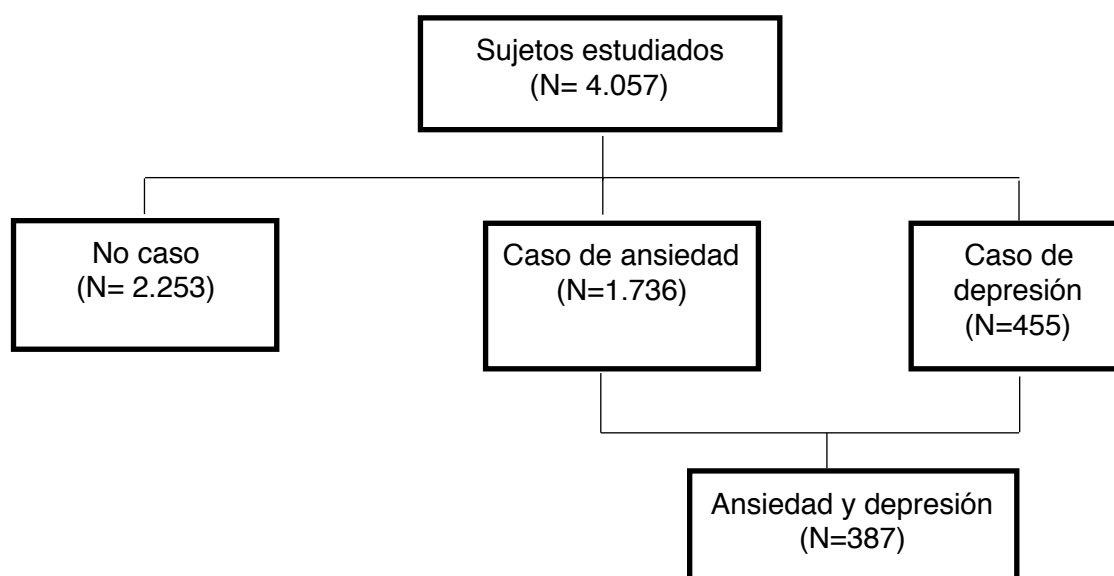 Sujetos estudiados
(N= 4.057)
No caso
(N= 2.253)
Caso de ansiedad
(N=1.736)
Caso de
depresión
(N=455)
Ansiedad y depresión
(N=387)